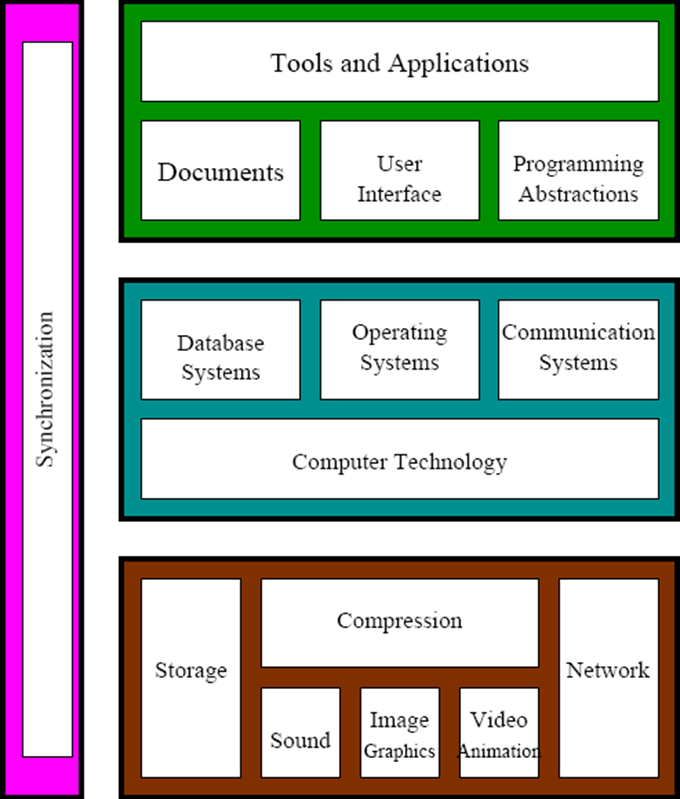 Synchronization
Tools and Applications
Documents
User
Interface
Programming
Abstractions
Database
Systems
Operating
Systems
Communication
Systems
Computer Technology
Storage
Compression
Network
Sound
Image
Graphics
Video
Animation